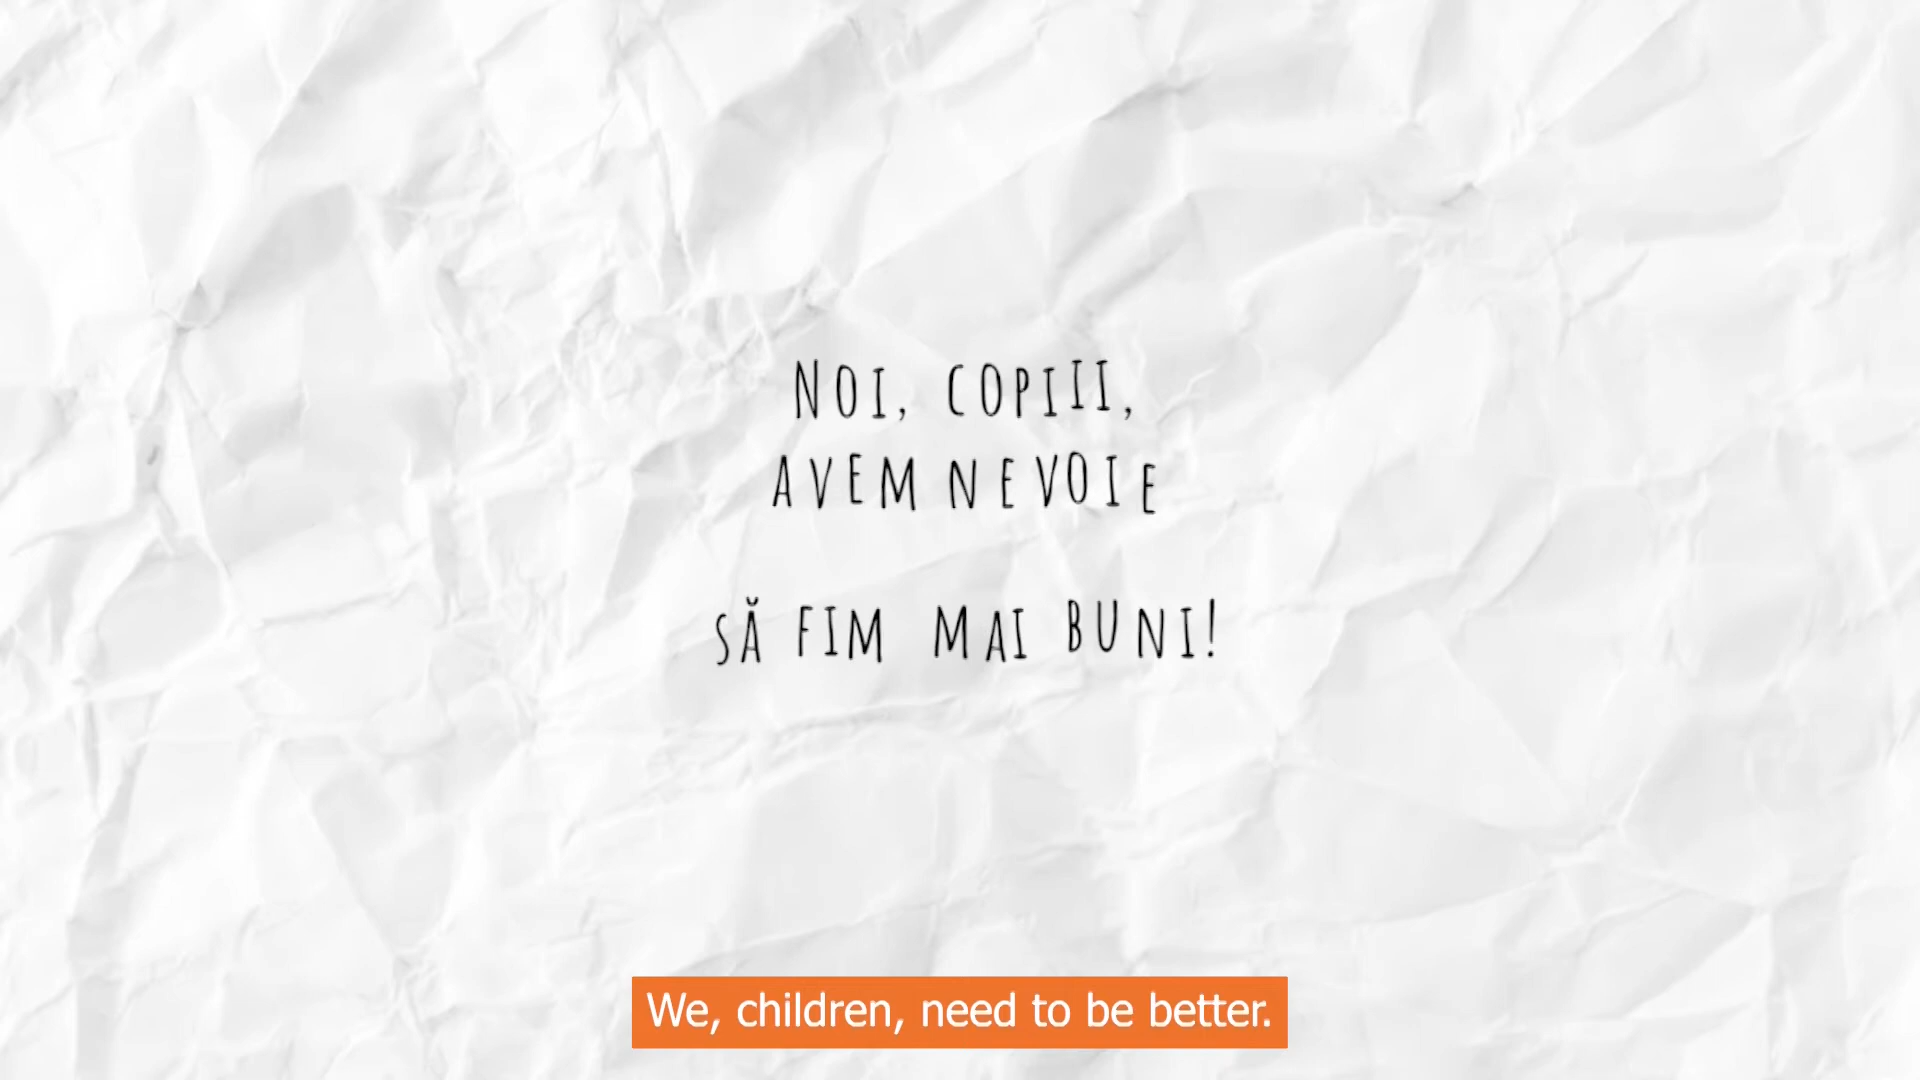 NOI, COPIII,
AVEM NEVOIE
SĂ FIM MAI BUNI!
We, children, need to be better.